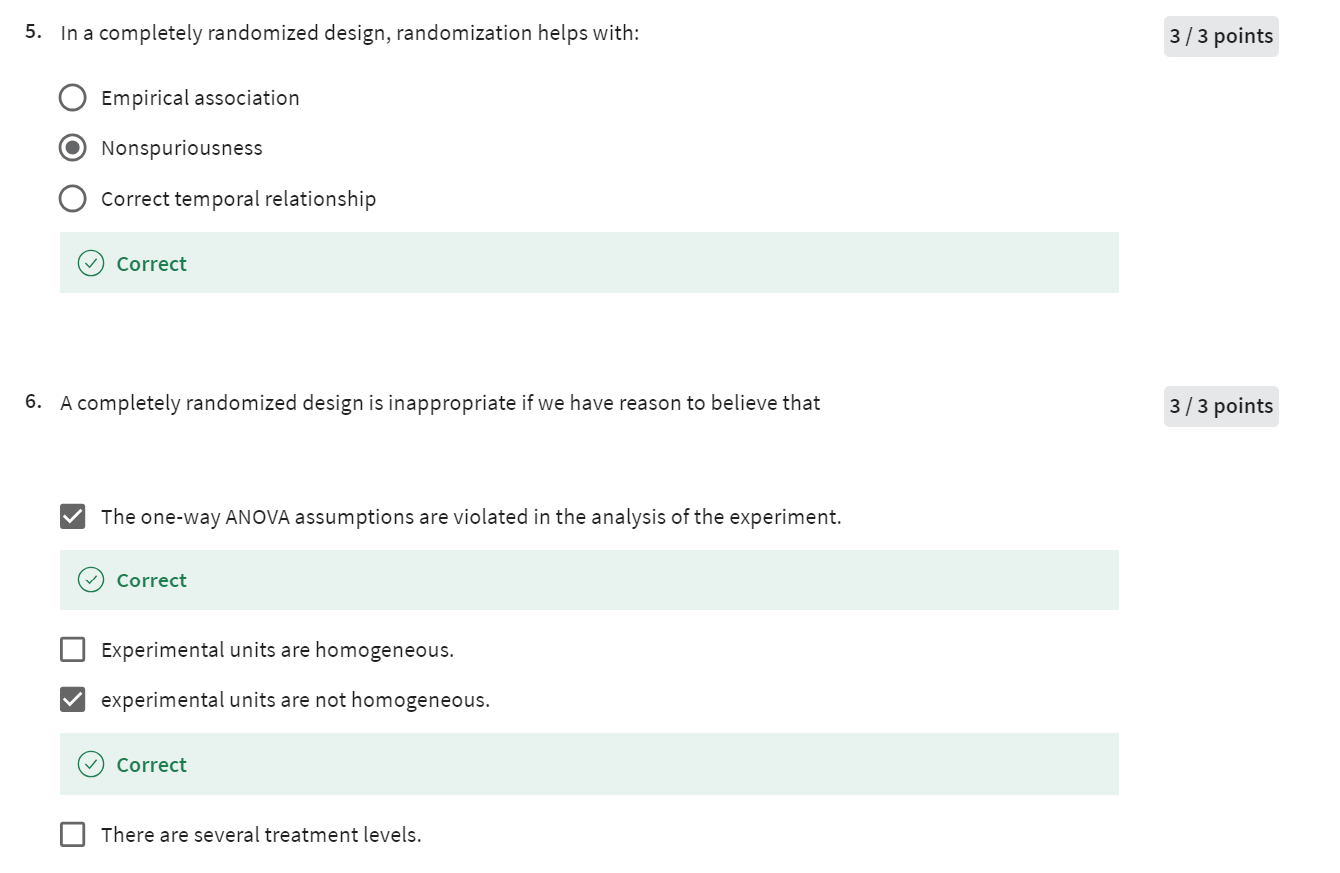 5. In a completely randomized design, randomization helps with:
3 / 3 points
Empirical association
Nonspuriousness
Correct temporal relationship
Correct
6. A completely randomized design is inappropriate if we have reason to believe that
3 / 3 points
The one-way ANOVA assumptions are violated in the analysis of the experiment.
Correct
Experimental units are homogeneous.
experimental units are not homogeneous.
Correct
There are several treatment levels.